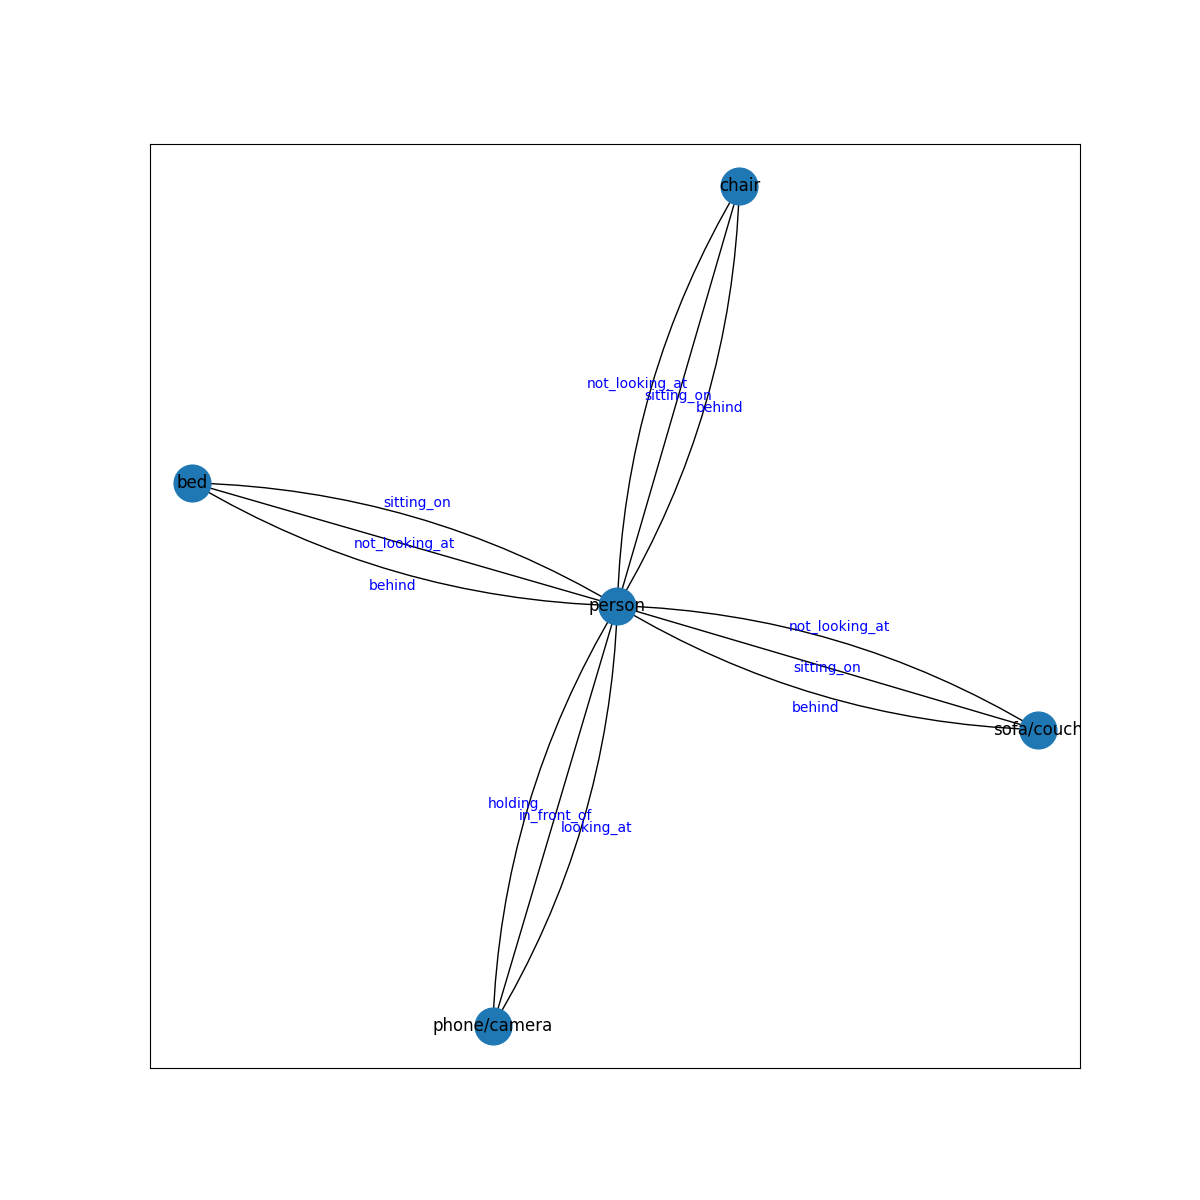 chair
not_looking_at
sitting_on
behind
bed
sitting_on
not_looking_at
behind
person
not_looking_at
sitting_on
behind
sofa/couch
holding
in_front_of
looking_at
phone/camera